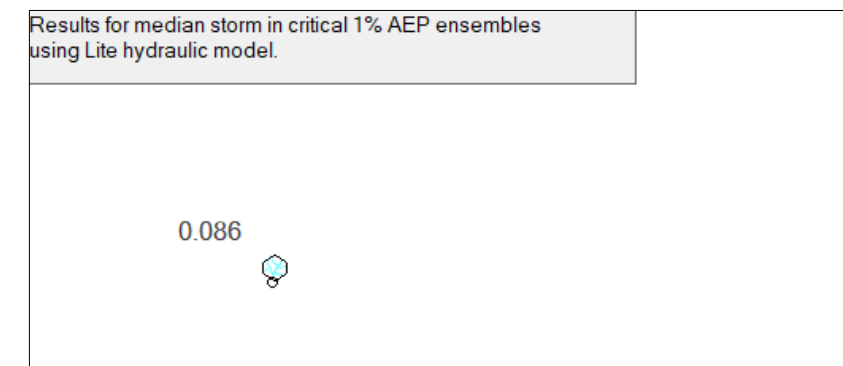 Results for median storm in critical 1% AEP ensembles
using Lite hydraulic model.
0.086